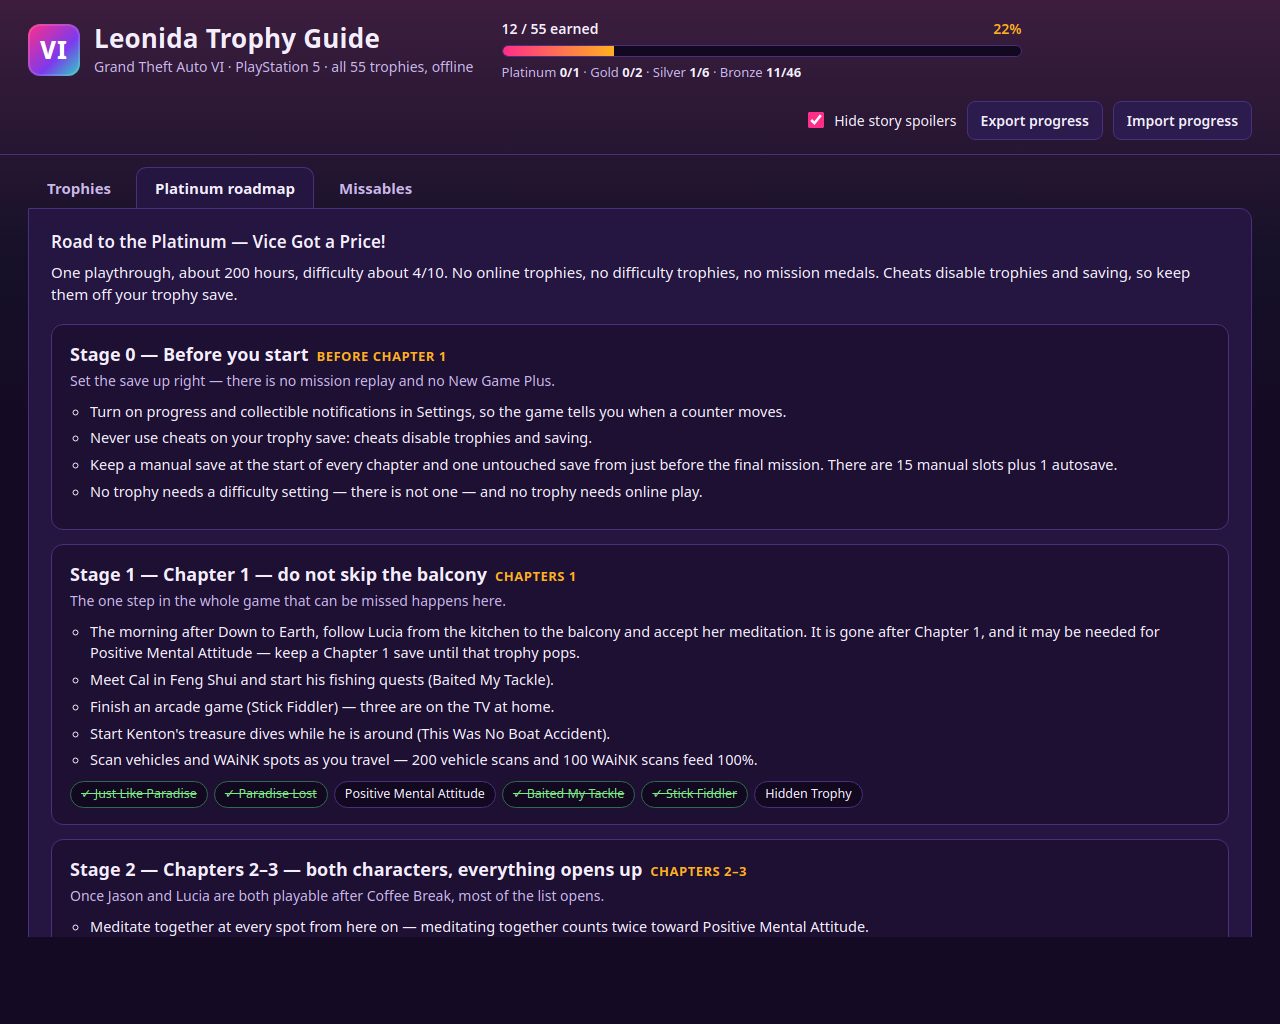 VI
Leonida Trophy Guide
Grand Theft Auto VI · PlayStation 5 · all 55 trophies, offline
12 / 55 earned
22%
Platinum 0/1 · Gold 0/2 · Silver 1/6 · Bronze 11/46
Hide story spoilers
Export progress
Import progress
Trophies
Platinum roadmap
Missables
Road to the Platinum — Vice Got a Price!
One playthrough, about 200 hours, difficulty about 4/10. No online trophies, no difficulty trophies, no mission medals. Cheats disable trophies and saving, so keep
them off your trophy save.
Stage 0 — Before you start BEFORE CHAPTER 1
Set the save up right — there is no mission replay and no New Game Plus.
Turn on progress and collectible notifications in Settings, so the game tells you when a counter moves.
Never use cheats on your trophy save: cheats disable trophies and saving.
Keep a manual save at the start of every chapter and one untouched save from just before the final mission. There are 15 manual slots plus 1 autosave.
No trophy needs a difficulty setting — there is not one — and no trophy needs online play.
Stage 1 — Chapter 1 — do not skip the balcony CHAPTERS 1
The one step in the whole game that can be missed happens here.
The morning after Down to Earth, follow Lucia from the kitchen to the balcony and accept her meditation. It is gone after Chapter 1, and it may be needed for
Positive Mental Attitude — keep a Chapter 1 save until that trophy pops.
Meet Cal in Feng Shui and start his fishing quests (Baited My Tackle).
Finish an arcade game (Stick Fiddler) — three are on the TV at home.
Start Kenton's treasure dives while he is around (This Was No Boat Accident).
Scan vehicles and WAiNK spots as you travel — 200 vehicle scans and 100 WAiNK scans feed 100%.
✓ Just Like Paradise
✓ Paradise Lost
Positive Mental Attitude
✓ Baited My Tackle
✓ Stick Fiddler
Hidden Trophy
Stage 2 — Chapters 2–3 — both characters, everything opens up CHAPTERS 2–3
Once Jason and Lucia are both playable after Coffee Break, most of the list opens.
Meditate together at every spot from here on — meditating together counts twice toward Positive Mental Attitude.